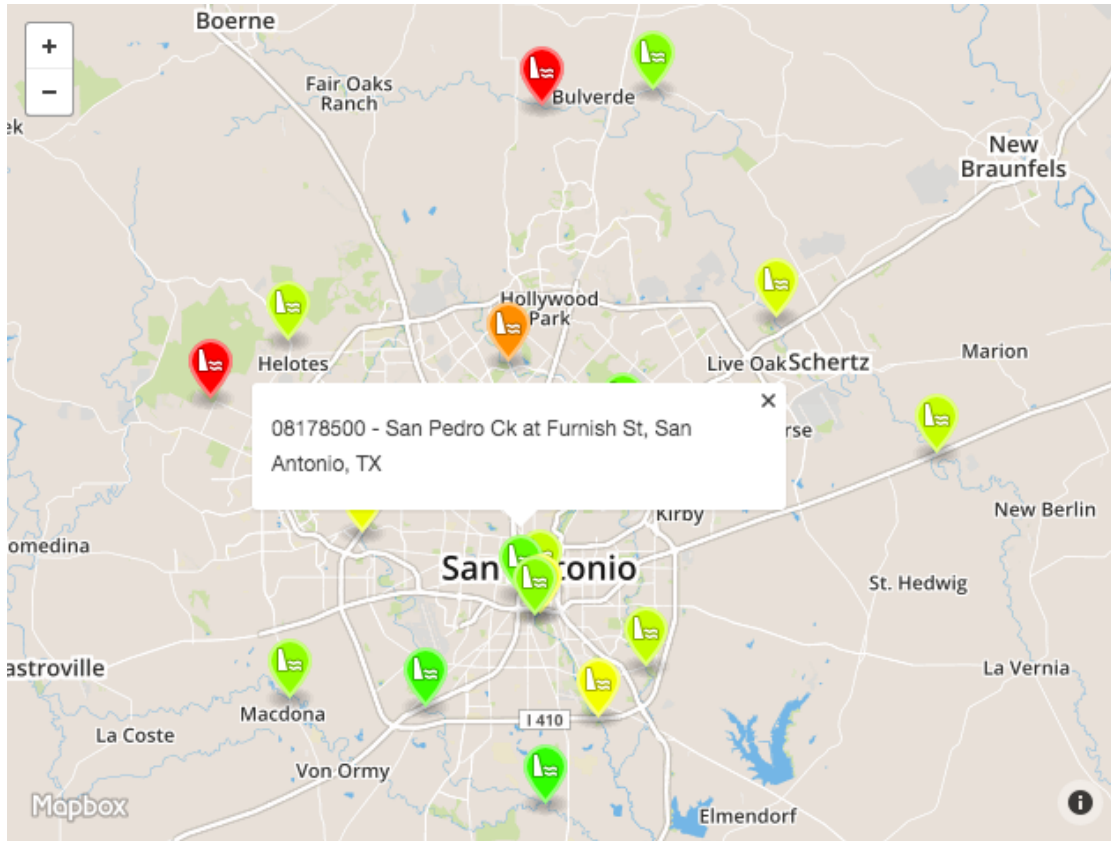 Boerne
+
−
Fair Oaks
Ranch
Bulverde
ek
New
Braunfels
Hollywood
Park
Helotes
Live Oak
Schertz
Marion
×
08178500 - San Pedro Ck at Furnish St, San
Antonio, TX
rse
Kirby
New Berlin
omedina
San
onio
St. Hedwig
astroville
La Vernia
Macdona
I 410
La Coste
Von Ormy
Mapbox
Elmendorf
i